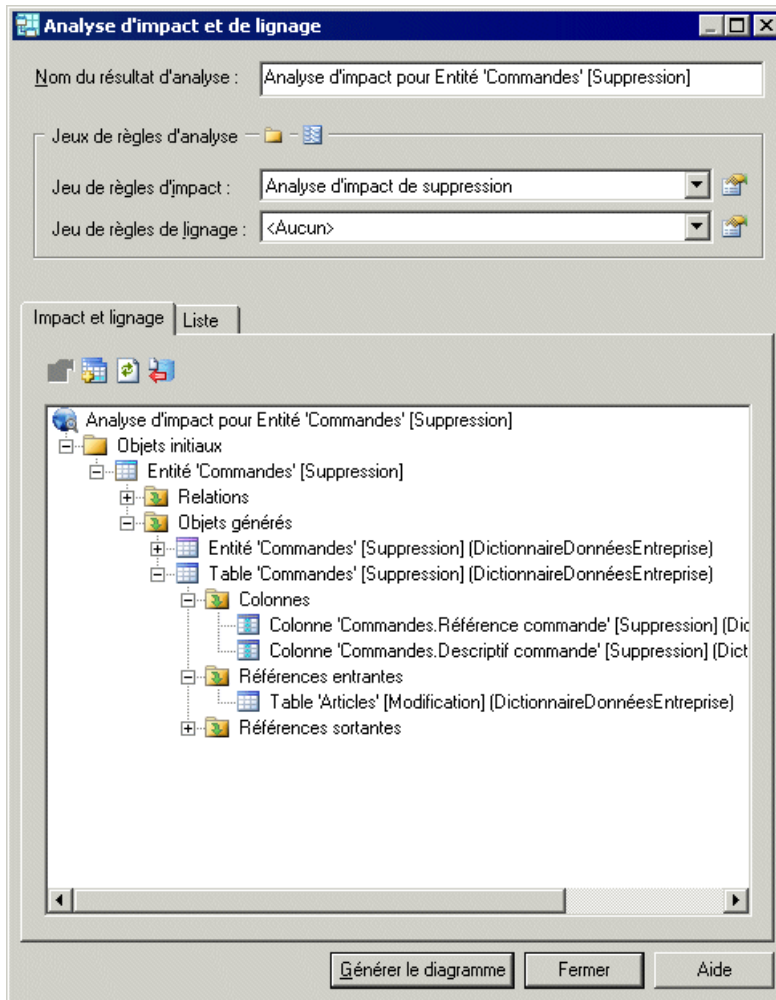 Analyse d'impact et de lignage
Nom du résultat d'analyse : Analyse d'impact pour Entité 'Commandes' [Suppression]
Jeux de règles d'analyse
Jeu de règles d'impact : Analyse d'impact de suppression
Jeu de règles de lignage : <Aucun>
Impact et lignage Liste
Analyse d'impact pour Entité 'Commandes' [Suppression]
Objets initiaux
Entité 'Commandes' [Suppression]
Relations
Objets générés
Entité 'Commandes' [Suppression] (DictionnaireDonnéesEntreprise)
Table 'Commandes' [Suppression] (DictionnaireDonnéesEntreprise)
Colonnes
Colonne 'Commandes.Référence commande' [Suppression] (Dic
Colonne 'Commandes.Descriptif commande' [Suppression] (Dict
Références entrantes
Table 'Articles' [Modification] (DictionnaireDonnéesEntreprise)
Références sortantes
Générer le diagramme Fermer Aide